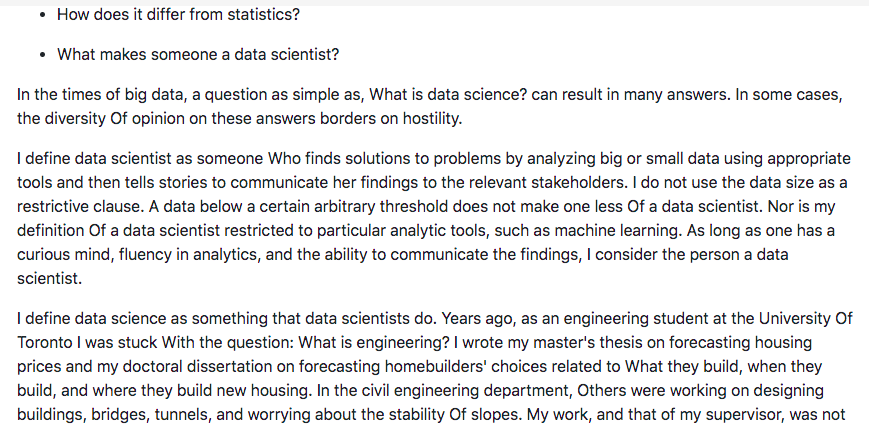 • How does it differ from statistics?
• What makes someone a data scientist?
In the times of big data, a question as simple as, What is data science? can result in many answers. In some cases,
the diversity Of opinion on these answers borders on hostility.
I define data scientist as someone Who finds solutions to problems by analyzing big or small data using appropriate
tools and then tells stories to communicate her findings to the relevant stakeholders. I do not use the data size as a
restrictive clause. A data below a certain arbitrary threshold does not make one less Of a data scientist. Nor is my
definition Of a data scientist restricted to particular analytic tools, such as machine learning. As long as one has a
curious mind, fluency in analytics, and the ability to communicate the findings, I consider the person a data
scientist.
I define data science as something that data scientists do. Years ago, as an engineering student at the University Of
Toronto I was stuck With the question: What is engineering? I wrote my master's thesis on forecasting housing
prices and my doctoral dissertation on forecasting homebuilders' choices related to What they build, when they
build, and where they build new housing. In the civil engineering department, Others were working on designing
buildings, bridges, tunnels, and worrying about the stability Of slopes. My work, and that of my supervisor, was not